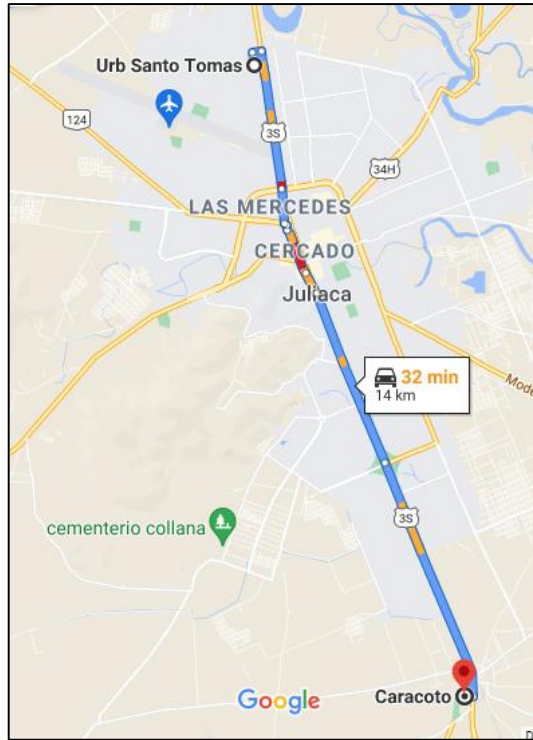 Urb Santo Tomas
124
3S
34H
LAS MERCEDES
CERCADO
Juliaca
32 min
14 km
Mode
3S
cementerio collana
Caracoto
Google
D